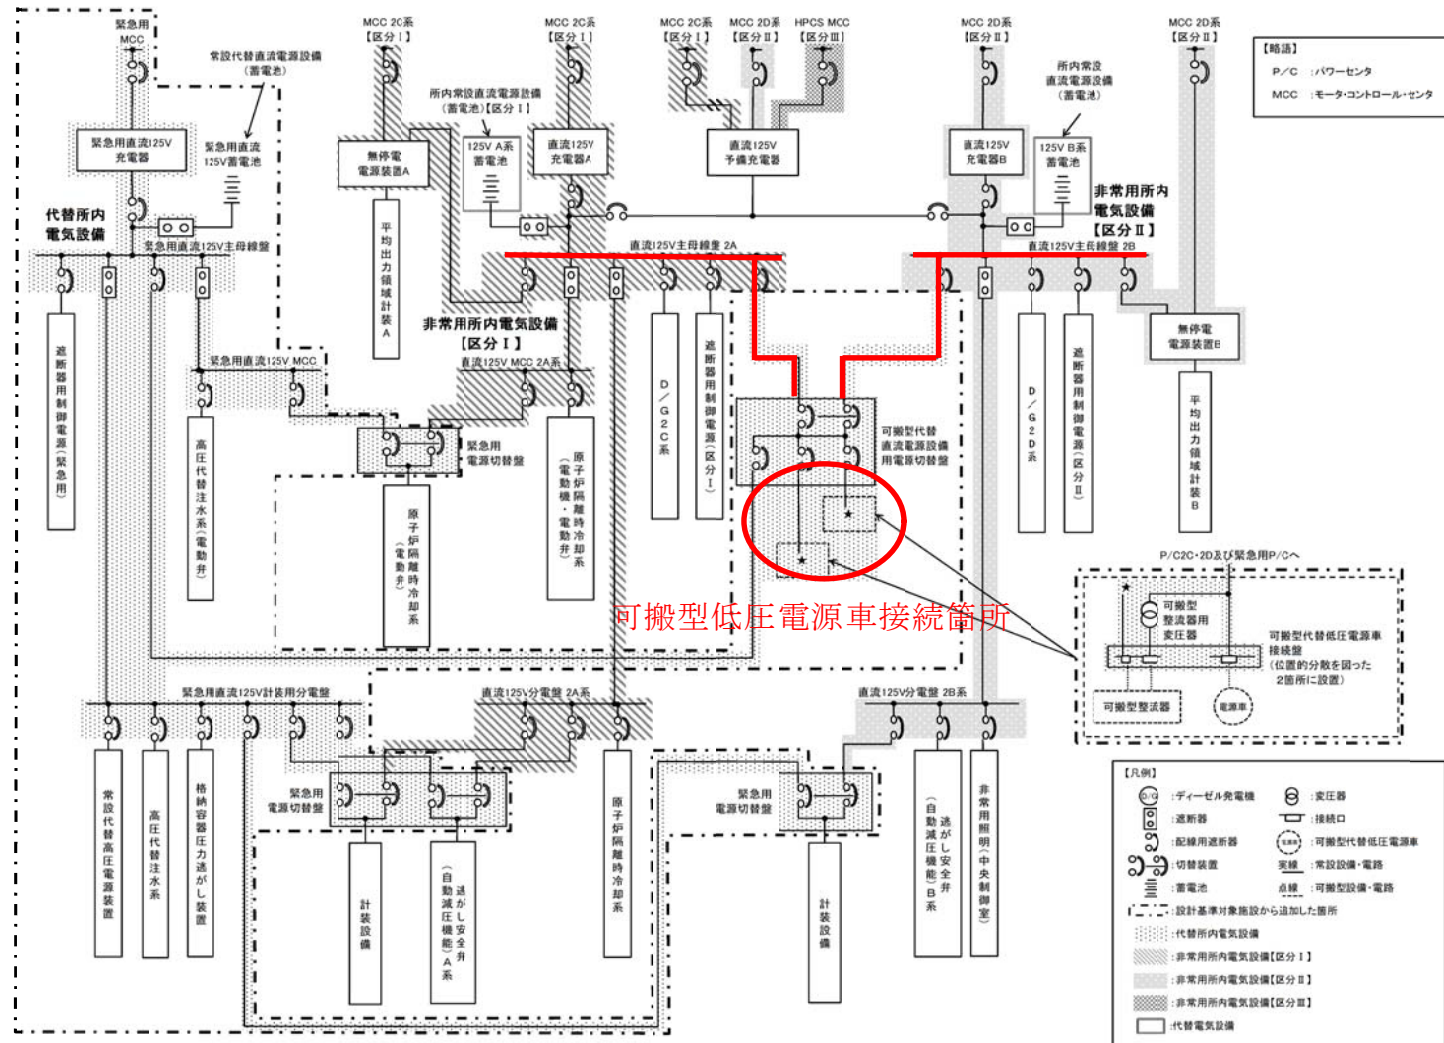 緊急用
MCC
常設代替直流電源設備
(蓄電池)
MCC 2C系
【区分Ⅰ】
MCC 2C系
【区分Ⅰ】
MCC 2C系
【区分Ⅰ】
MCC 2D系
【区分Ⅱ】
HPCS MCC
【区分Ⅲ】
MCC 2D系
【区分Ⅱ】
MCC 2D系
【区分Ⅱ】
【略語】
P/C :パワーセンタ
MCC :モータ・コントロール・センタ
所内常設直流電源設備
(蓄電池)【区分Ⅰ】
所内常設
直流電源設備
(蓄電池)
緊急用直流125V
充電器
緊急用直流
125V蓄電池
無停電
電源装置A
125V A系
蓄電池
直流125V
充電器A
直流125V
予備充電器
直流125V
充電器B
125V B系
蓄電池
代替所内
電気設備
緊急用直流125V主母線盤
平均出力領域計装A
直流125V主母線盤 2A
直流125V主母線盤 2B
非常用所内
電気設備
【区分Ⅱ】
非常用所内電気設備
【区分Ⅰ】
無停電
電源装置B
遮断器用制御電源(緊急用)
緊急用直流125V MCC
直流125V MCC 2A系
高圧代替注水系(電動弁)
緊急用
電源切替盤
原子炉隔離時冷却系
(電動弁)
原子炉隔離時冷却系
(電動機・電動弁)
D/G2C系
遮断器用制御電源(区分Ⅰ)
可搬型代替
直流電源設備
用電源切替盤
D/G2D系
遮断器用制御電源(区分Ⅱ)
平均出力領域計装B
★
★
可搬型低圧電源車接続箇所
P/C2C・2D及び緊急用P/Cへ
★
可搬型
整流器用
変圧器
可搬型代替低圧電源車
接続盤
(位置的分散を図った
2箇所に設置)
可搬型整流器
電源車
緊急用直流125V計装用分電盤
直流125V分電盤 2A系
直流125V分電盤 2B系
常設代替高圧電源装置
高圧代替注水系
格納容器圧力逃がし装置
緊急用
電源切替盤
計装設備
逃がし安全弁
(自動減圧機能)A系
原子炉隔離時冷却系
緊急用
電源切替盤
計装設備
逃がし安全弁
(自動減圧機能)B系
非常用照明(中央制御室)
【凡例】
D/G :ディーゼル発電機
:変圧器
:遮断器
:接続口
:配線用遮断器
電源車 :可搬型代替低圧電源車
:切替装置
実線 :常設設備・電路
:蓄電池
点線 :可搬型設備・電路
:設計基準対象施設から追加した箇所
:代替所内電気設備
:非常用所内電気設備【区分Ⅰ】
:非常用所内電気設備【区分Ⅱ】
:非常用所内電気設備【区分Ⅲ】
:代替電気設備